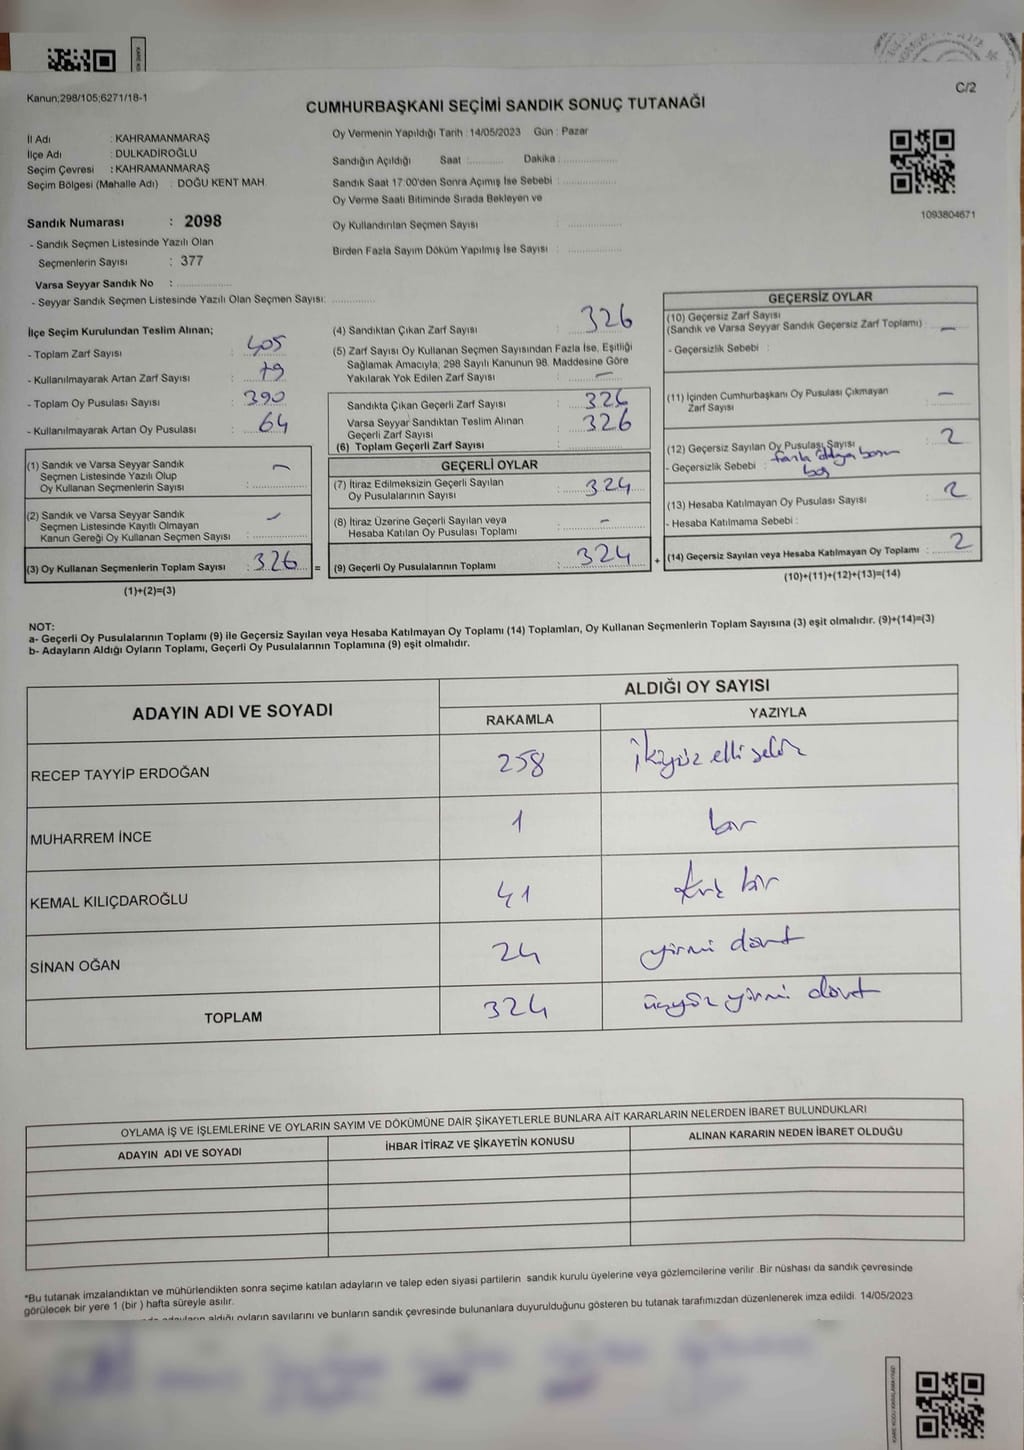 Kanun;298/105;6271/18-1
C/2
CUMHURBAŞKANI SEÇİMİ SANDIK SONUÇ TUTANAĞI
İl Adı : KAHRAMANMARAŞ
İlçe Adı : DULKADİROĞLU
Seçim Çevresi : KAHRAMANMARAŞ
Seçim Bölgesi (Mahalle Adı) : DOĞU KENT MAH.
Sandık Numarası : 2098
- Sandık Seçmen Listesinde Yazılı Olan
Seçmenlerin Sayısı : 377
Varsa Seyyar Sandık No : ................
- Seyyar Sandık Seçmen Listesinde Yazılı Olan Seçmen Sayısı: .............
Oy Vermenin Yapıldığı Tarih : 14/05/2023 Gün : Pazar
Sandığın Açıldığı Saat :........... Dakika :................
Sandık Saat 17:00'den Sonra Açımış İse Sebebi : ................
Oy Verme Saati Bitiminde Sırada Bekleyen ve
Oy Kullandırılan Seçmen Sayısı : ................
Birden Fazla Sayım Döküm Yapılmış İse Sayısı : ................
1093804671
İlçe Seçim Kurulundan Teslim Alınan;
- Toplam Zarf Sayısı : 405
- Kullanılmayarak Artan Zarf Sayısı : 79
- Toplam Oy Pusulası Sayısı : 390
- Kullanılmayarak Artan Oy Pusulası : 64
(1) Sandık ve Varsa Seyyar Sandık
Seçmen Listesinde Yazılı Olup
Oy Kullanan Seçmenlerin Sayısı : -
(2) Sandık ve Varsa Seyyar Sandık
Seçmen Listesinde Kayıtlı Olmayan
Kanun Gereği Oy Kullanan Seçmen Sayısı : -
(3) Oy Kullanan Seçmenlerin Toplam Sayısı : 326 =
(1)+(2)=(3)
(4) Sandıktan Çıkan Zarf Sayısı : 326
(5) Zarf Sayısı Oy Kullanan Seçmen Sayısından Fazla İse, Eşitliği
Sağlamak Amacıyla, 298 Sayılı Kanunun 98. Maddesine Göre
Yakılarak Yok Edilen Zarf Sayısı : -
Sandıkta Çıkan Geçerli Zarf Sayısı : 326
Varsa Seyyar Sandıktan Teslim Alınan : 326
Geçerli Zarf Sayısı
(6) Toplam Geçerli Zarf Sayısı : ................
GEÇERLİ OYLAR
(7) İtiraz Edilmeksizin Geçerli Sayılan
Oy Pusulalarının Sayısı : 324
(8) İtiraz Üzerine Geçerli Sayılan veya
Hesaba Katılan Oy Pusulası Toplamı : -
(9) Geçerli Oy Pusulalarının Toplamı : 324 +
GEÇERSİZ OYLAR
(10) Geçersiz Zarf Sayısı
(Sandık ve Varsa Seyyar Sandık Geçersiz Zarf Toplamı) : -
- Geçersizlik Sebebi :
(11) İçinden Cumhurbaşkanı Oy Pusulası Çıkmayan
Zarf Sayısı : -
(12) Geçersiz Sayılan Oy Pusulası Sayısı : 2
- Geçersizlik Sebebi : fazla
boş
(13) Hesaba Katılmayan Oy Pusulası Sayısı : 2
- Hesaba Katılmama Sebebi :
(14) Geçersiz Sayılan veya Hesaba Katılmayan Oy Toplamı : 2
(10)+(11)+(12)+(13)=(14)
NOT:
a- Geçerli Oy Pusulalarının Toplamı (9) ile Geçersiz Sayılan veya Hesaba Katılmayan Oy Toplamı (14) Toplamları, Oy Kullanan Seçmenlerin Toplam Sayısına (3) eşit olmalıdır. (9)+(14)=(3)
b- Adayların Aldığı Oyların Toplamı, Geçerli Oy Pusulalarının Toplamına (9) eşit olmalıdır.
ADAYIN ADI VE SOYADI
ALDIĞI OY SAYISI
RAKAMLA YAZIYLA
RECEP TAYYİP ERDOĞAN 258 ikiyüz elli sekiz
MUHARREM İNCE 1 bir
KEMAL KILIÇDAROĞLU 41 kırk bir
SİNAN OĞAN 24 yirmi dört
TOPLAM 324 üçyüz yirmi dört
OYLAMA İŞ VE İŞLEMLERİNE VE OYLARIN SAYIM VE DÖKÜMÜNE DAİR ŞİKAYETLERLE BUNLARA AİT KARARLARIN NELERDEN İBARET BULUNDUKLARI
ADAYIN ADI VE SOYADI İHBAR İTİRAZ VE ŞİKAYETİN KONUSU ALINAN KARARIN NEDEN İBARET OLDUĞU
*Bu tutanak imzalandıktan ve mühürlendikten sonra seçime katılan adayların ve talep eden siyasi partilerin sandık kurulu üyelerine veya gözlemcilerine verilir .Bir nüshası da sandık çevresinde
görülecek bir yere 1 (bir ) hafta süreyle asılır.
adayların aldığı oyların sayılarını ve bunların sandık çevresinde bulunanlara duyurulduğunu gösteren bu tutanak tarafımızdan düzenlenerek imza edildi. 14/05/2023